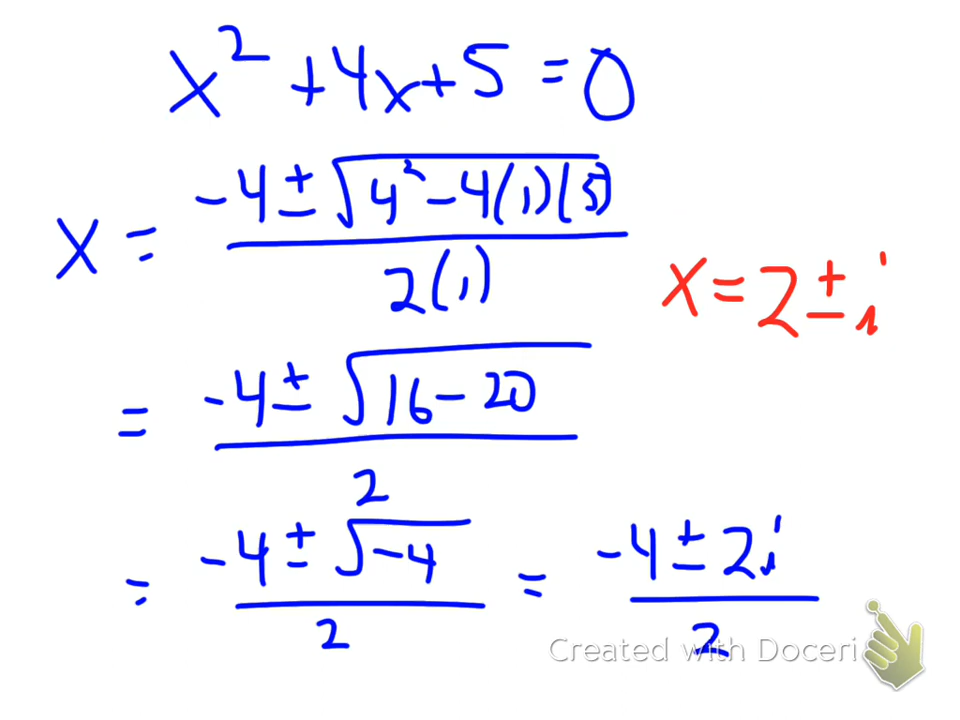 x² + 4x + 5 = 0
x = (-4 ± √(4² - 4(1)(5))) / 2(1)
x = 2 ± i
= (-4 ± √(16 - 20)) / 2
= (-4 ± √(-4)) / 2 = (-4 ± 2i) / 2
Created with Doceri